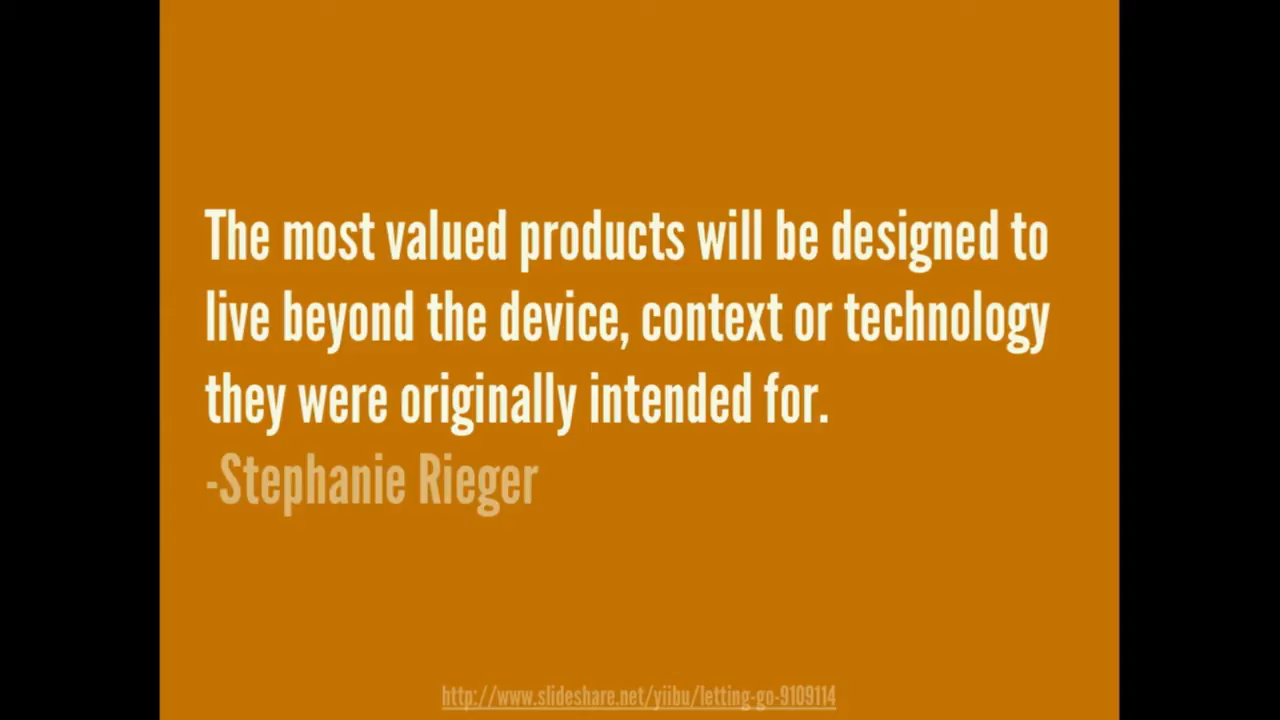 The most valued products will be designed to
live beyond the device, context or technology
they were originally intended for.
-Stephanie Rieger
http://www.slideshare.net/yiibu/letting-go-9109114